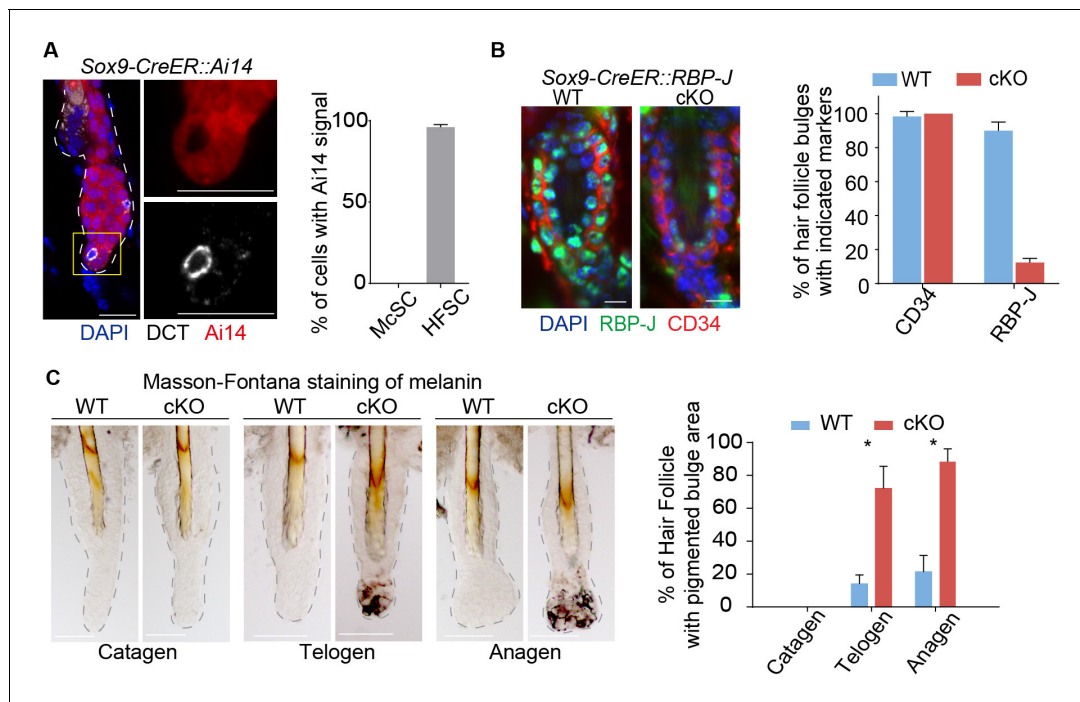 A
Sox9-CreER::Ai14
DAPI DCT Ai14
% of cells with Ai14 signal
100
50
0
McSC
HFSC
B
Sox9-CreER::RBP-J
WT cKO
DAPI RBP-J CD34
WT cKO
% of hair follicle bulges
with indicated markers
100
80
60
40
20
0
CD34
RBP-J
C
Masson-Fontana staining of melanin
WT cKO WT cKO WT cKO
Catagen Telogen Anagen
WT cKO
% of Hair Follicle
with pigmented bulge area
100
80
60
40
20
0
* *
Catagen
Telogen
Anagen